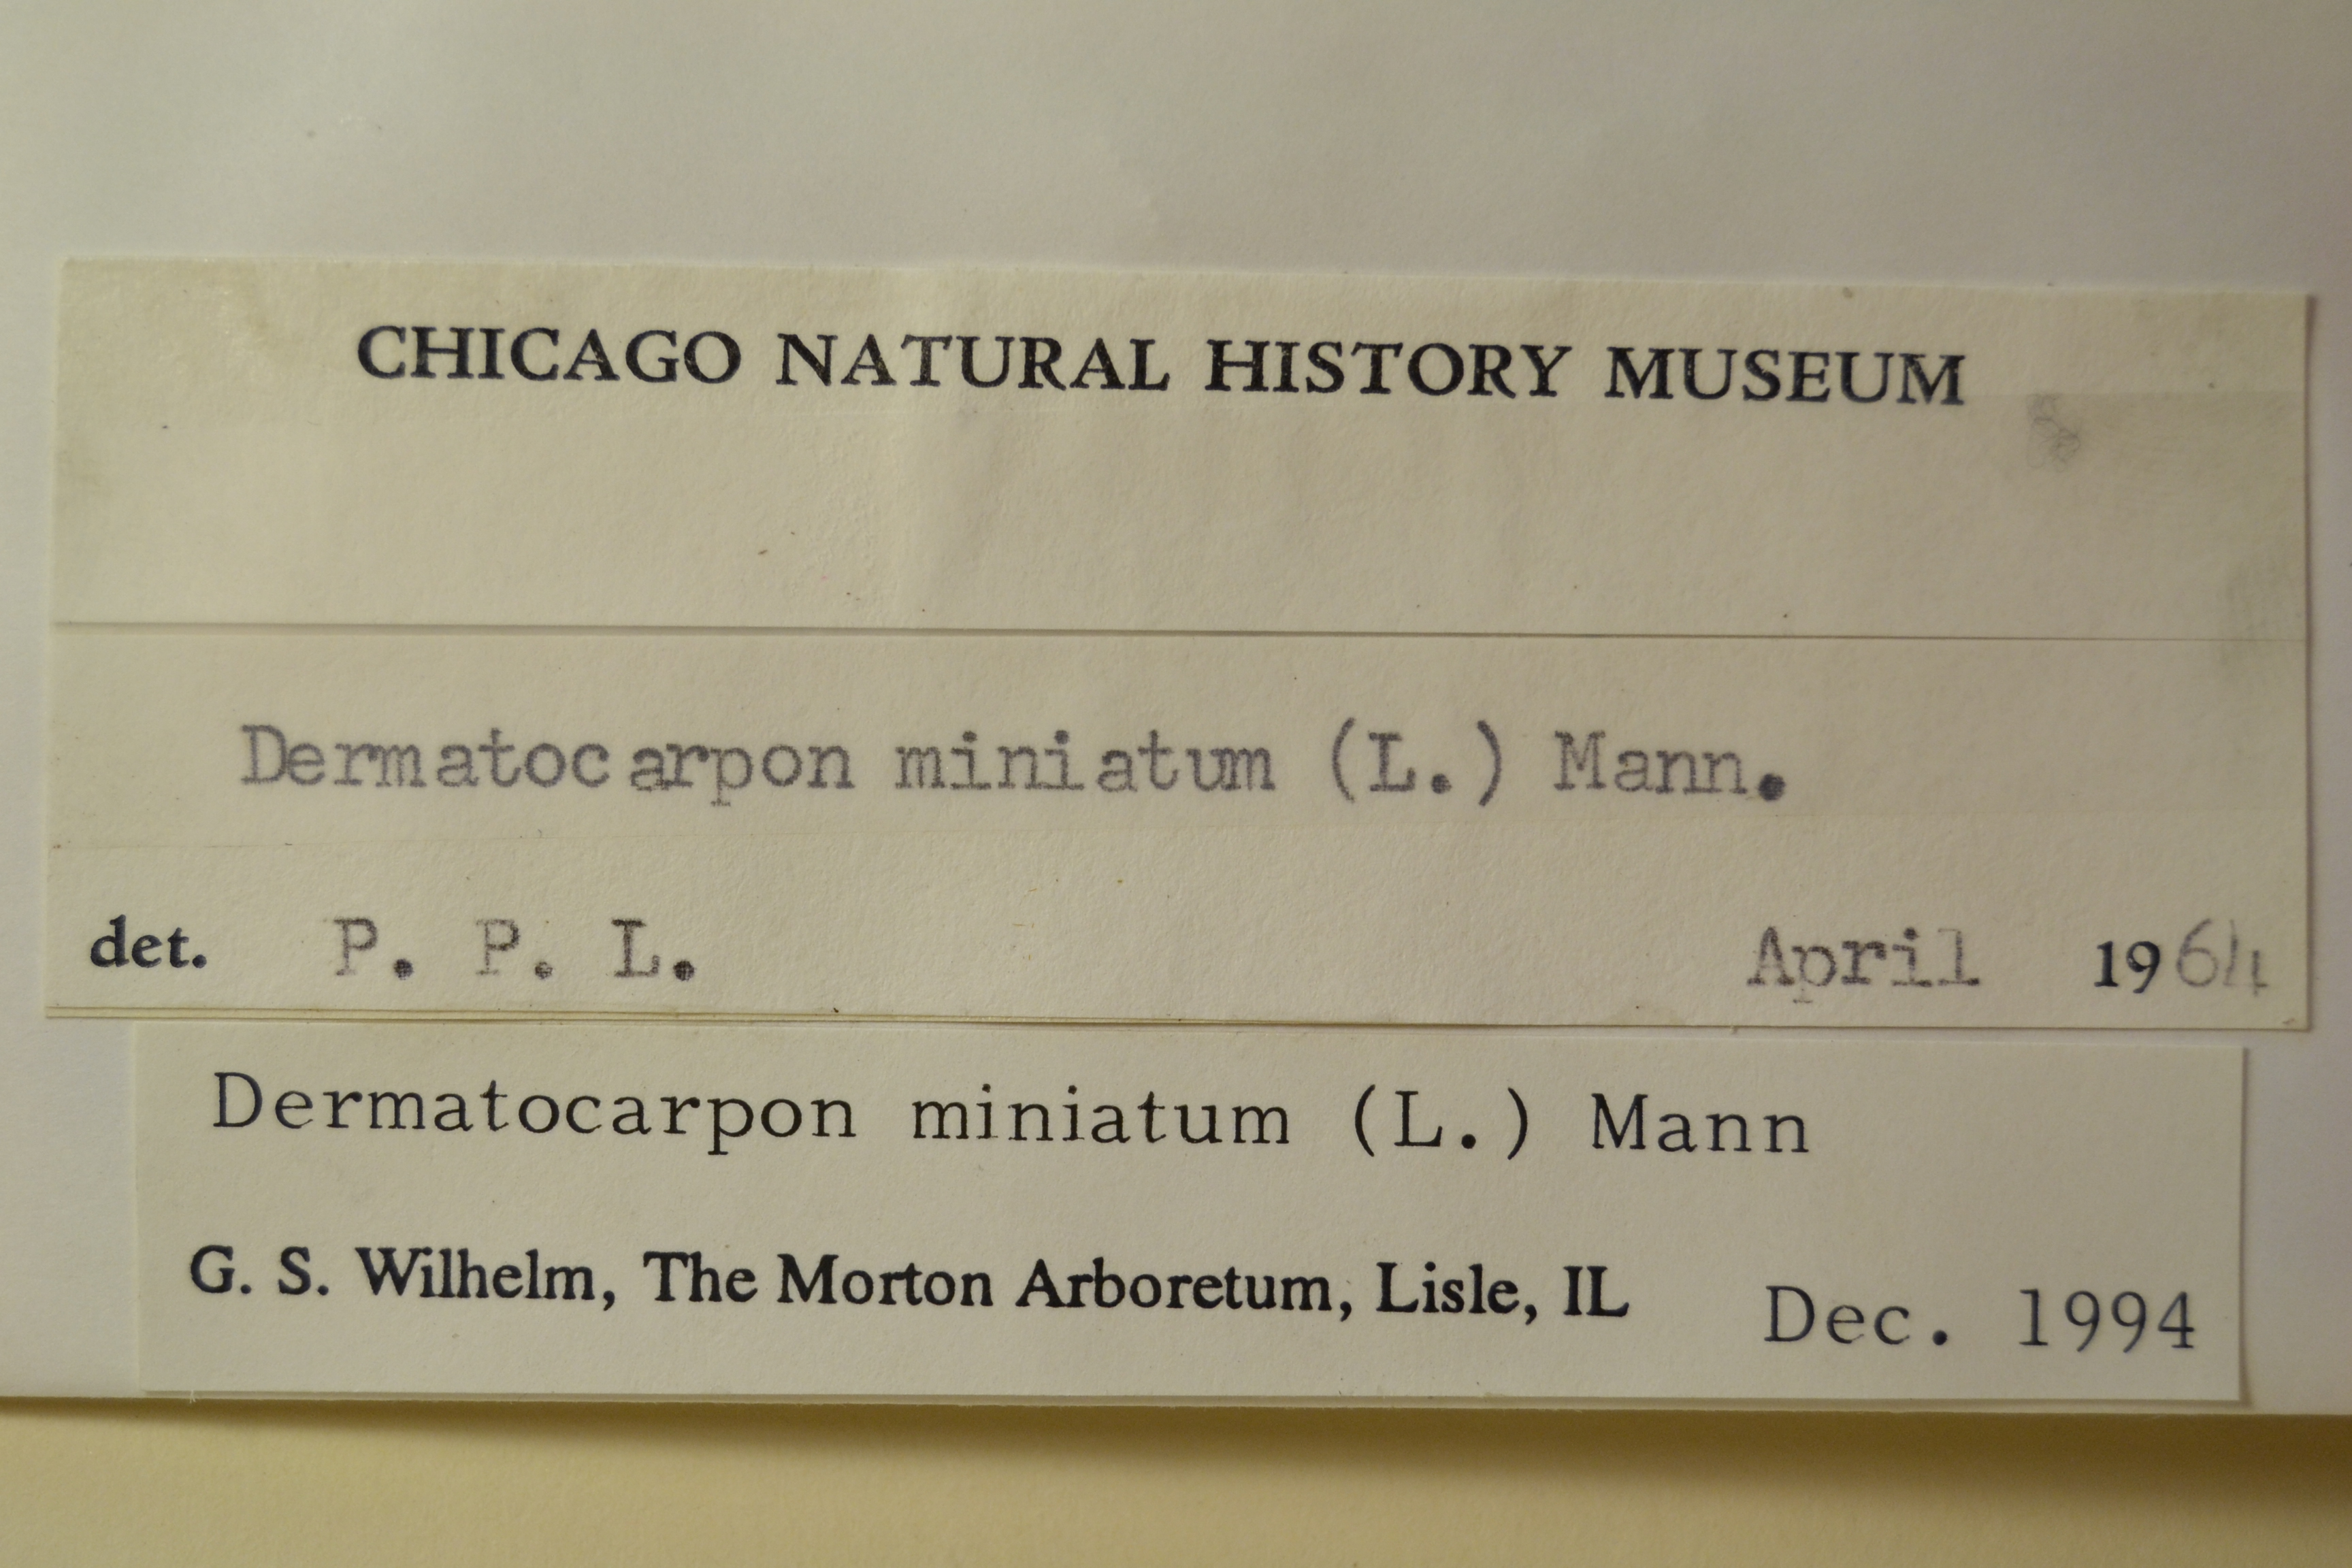 CHICAGO NATURAL HISTORY MUSEUM
Dermatocarpon miniatum (L.) Mann.
det. P. P. L. April 1964
Dermatocarpon miniatum (L.) Mann
G. S. Wilhelm, The Morton Arboretum, Lisle, IL Dec. 1994